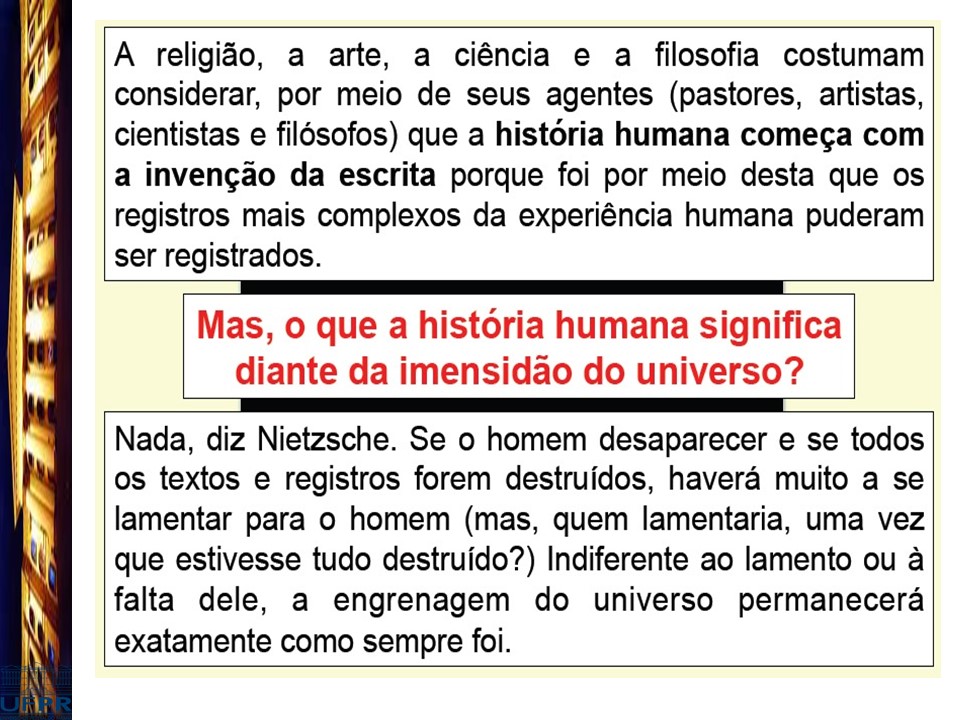 A religião, a arte, a ciência e a filosofia costumam
considerar, por meio de seus agentes (pastores, artistas,
cientistas e filósofos) que a história humana começa com
a invenção da escrita porque foi por meio desta que os
registros mais complexos da experiência humana puderam
ser registrados.
Mas, o que a história humana significa
diante da imensidão do universo?
Nada, diz Nietzsche. Se o homem desaparecer e se todos
os textos e registros forem destruídos, haverá muito a se
lamentar para o homem (mas, quem lamentaria, uma vez
que estivesse tudo destruído?) Indiferente ao lamento ou à
falta dele, a engrenagem do universo permanecerá
exatamente como sempre foi.
UFPR